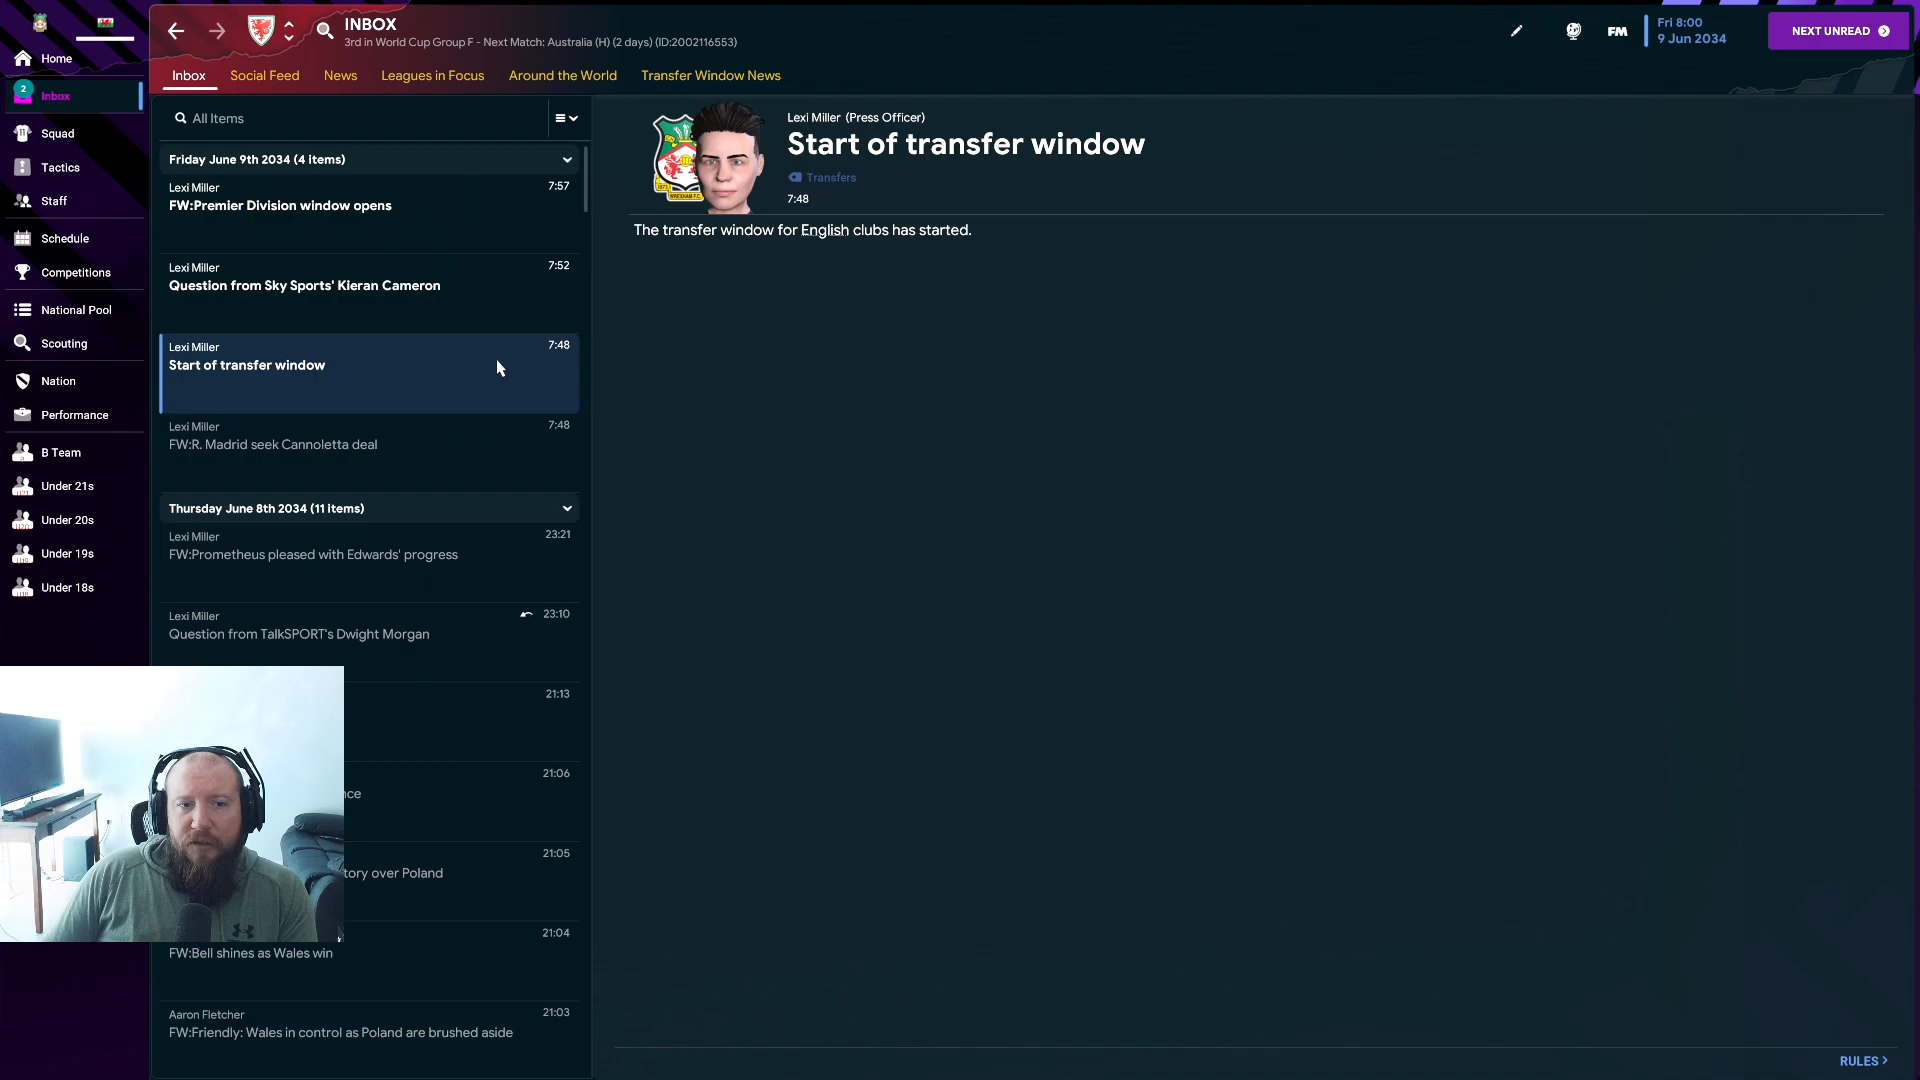 INBOX
3rd in World Cup Group F - Next Match: Australia (H) (2 days) (ID:2002116553)
FM
Fri 8:00
9 Jun 2034
NEXT UNREAD
Home
2
Inbox
Squad
Tactics
Staff
Schedule
Competitions
National Pool
Scouting
Nation
Performance
B Team
Under 21s
Under 20s
Under 19s
Under 18s
Inbox
Social Feed
News
Leagues in Focus
Around the World
Transfer Window News
All Items
Friday June 9th 2034 (4 items)
Lexi Miller
7:57
FW:Premier Division window opens
Lexi Miller
7:52
Question from Sky Sports' Kieran Cameron
Lexi Miller
7:48
Start of transfer window
Lexi Miller
7:48
FW:R. Madrid seek Cannoletta deal
Thursday June 8th 2034 (11 items)
Lexi Miller
23:21
FW:Prometheus pleased with Edwards' progress
Lexi Miller
23:10
Question from TalkSPORT's Dwight Morgan
21:13
21:06
21:05
tory over Poland
21:04
FW:Bell shines as Wales win
Aaron Fletcher
21:03
FW:Friendly: Wales in control as Poland are brushed aside
Lexi Miller (Press Officer)
Start of transfer window
Transfers
7:48
The transfer window for English clubs has started.
RULES